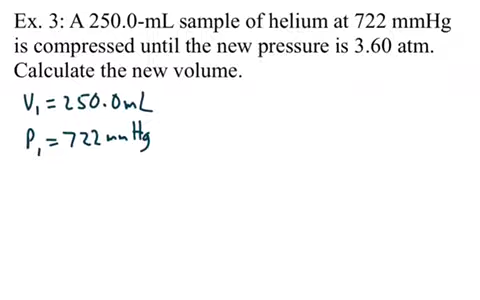 Ex. 3: A 250.0-mL sample of helium at 722 mmHg
is compressed until the new pressure is 3.60 atm.
Calculate the new volume.
V₁ = 250.0mL
P₁ = 722 mmHg